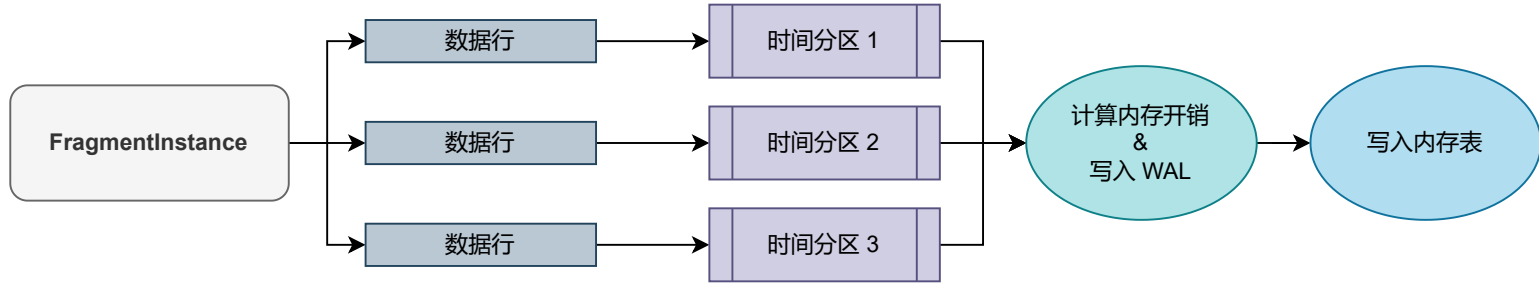 FragmentInstance
数据行
时间分区 1
数据行
时间分区 2
数据行
时间分区 3
计算内存开销
&
写入 WAL
写入内存表